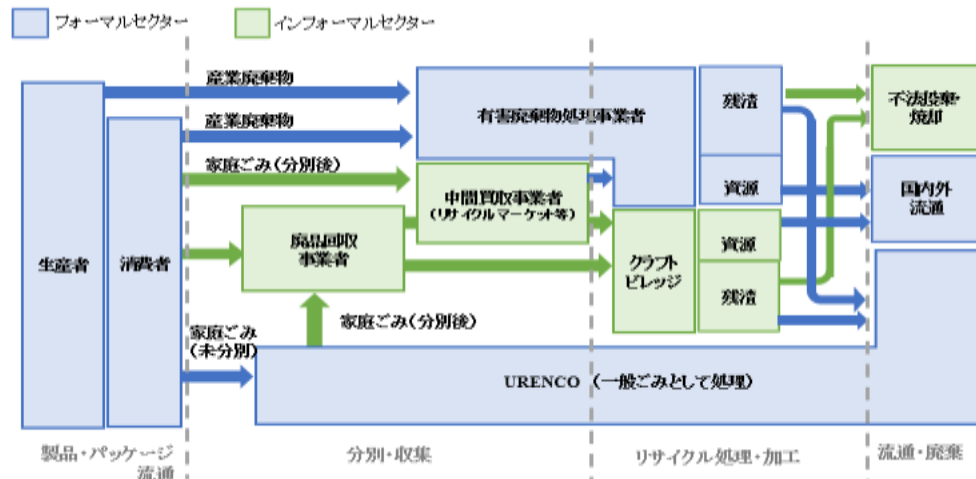 フォーマルセクター
インフォーマルセクター
生産者
消費者
産業廃棄物
産業廃棄物
家庭ごみ(分別後)
廃品回収
事業者
家庭ごみ(分別後)
家庭ごみ
(未分別)
有害廃棄物処理事業者
中間買取事業者
(リサイクルマーケット等)
クラフト
ビレッジ
残渣
資源
資源
残渣
不法投棄・
焼却
国内外
流通
URENCO (一般ごみとして処理)
製品・パッケージ
流通
分別・収集
リサイクル処理・加工
流通・廃棄